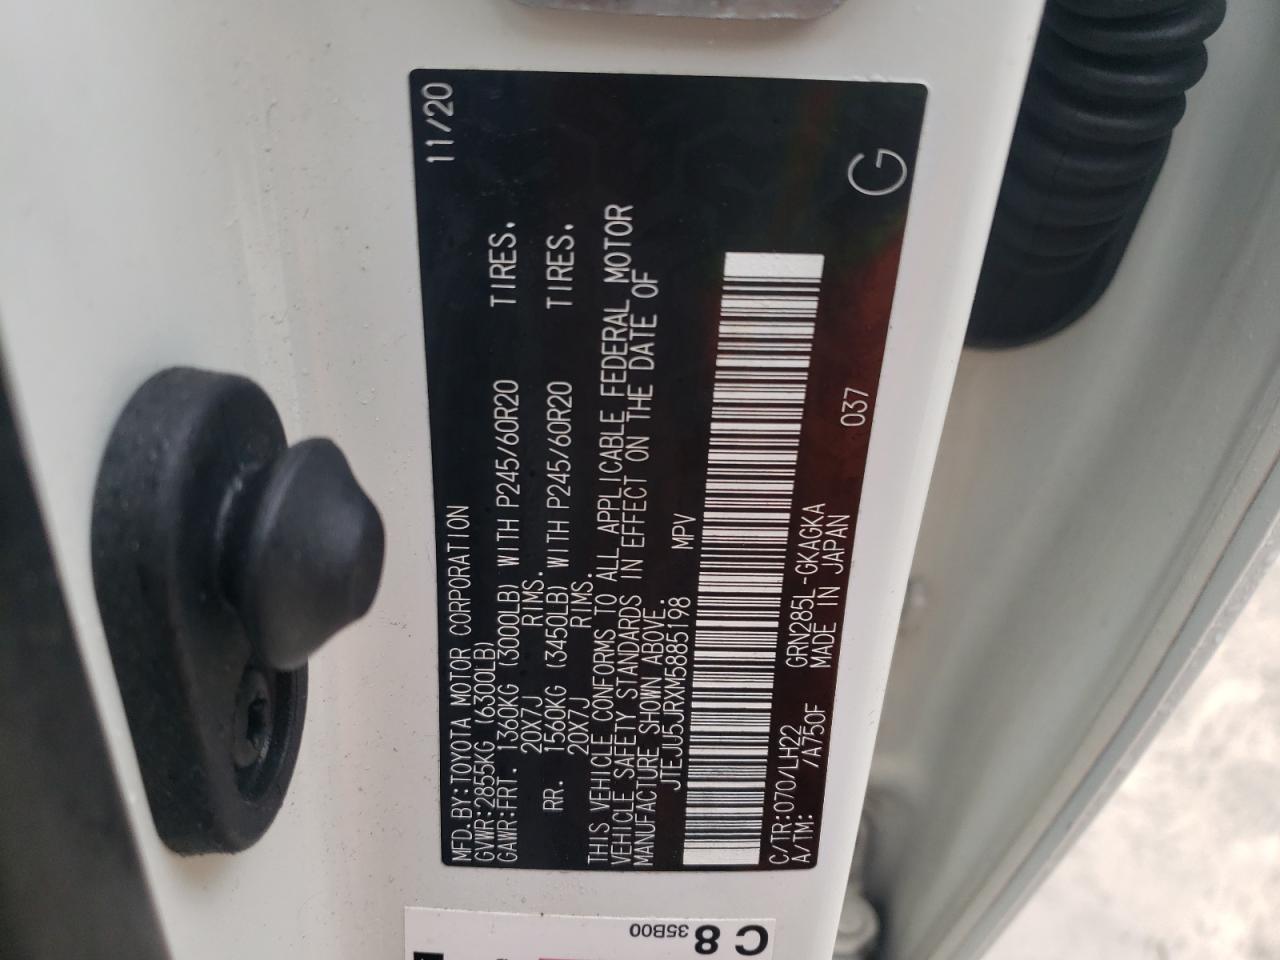 11/20
MFD.BY:TOYOTA MOTOR CORPORATION
GVWR:2855KG (6300LB)
GAWR:FRT. 1360KG (3000LB) WITH P245/60R20 TIRES.
20X7J RIMS.
RR. 1560KG (3450LB) WITH P245/60R20 TIRES.
20X7J RIMS.
THIS VEHICLE CONFORMS TO ALL APPLICABLE FEDERAL MOTOR
VEHICLE SAFETY STANDARDS IN EFFECT ON THE DATE OF
MANUFACTURE SHOWN ABOVE.
JTEJU5JRXM5885198 MPV
C/TR:070/LH22 GRN285L-GKAGKA 037
A/TM: /A750F MADE IN JAPAN
G
C8
35B00